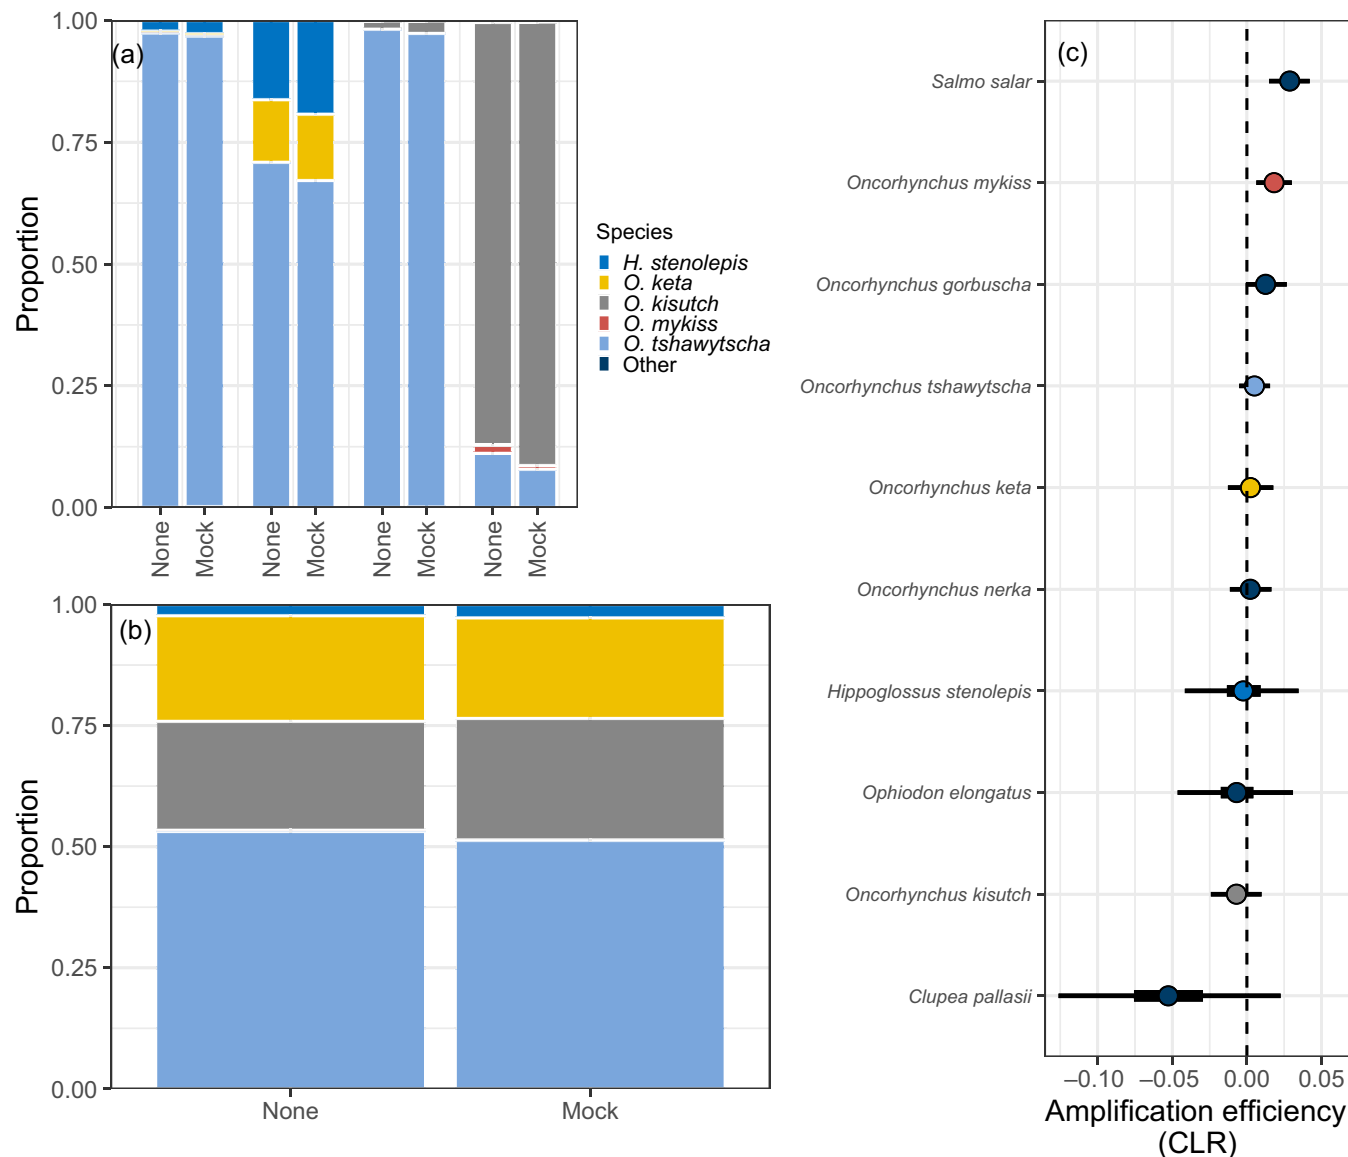 (a)
Proportion
1.00
0.75
0.50
0.25
0.00
None
Mock
None
Mock
None
Mock
None
Mock
Species
H. stenolepis
O. keta
O. kisutch
O. mykiss
O. tshawytscha
Other
(b)
Proportion
1.00
0.75
0.50
0.25
0.00
None
Mock
(c)
Salmo salar
Oncorhynchus mykiss
Oncorhynchus gorbuscha
Oncorhynchus tshawytscha
Oncorhynchus keta
Oncorhynchus nerka
Hippoglossus stenolepis
Ophiodon elongatus
Oncorhynchus kisutch
Clupea pallasii
–0.10 –0.05 0.00 0.05
Amplification efficiency
(CLR)